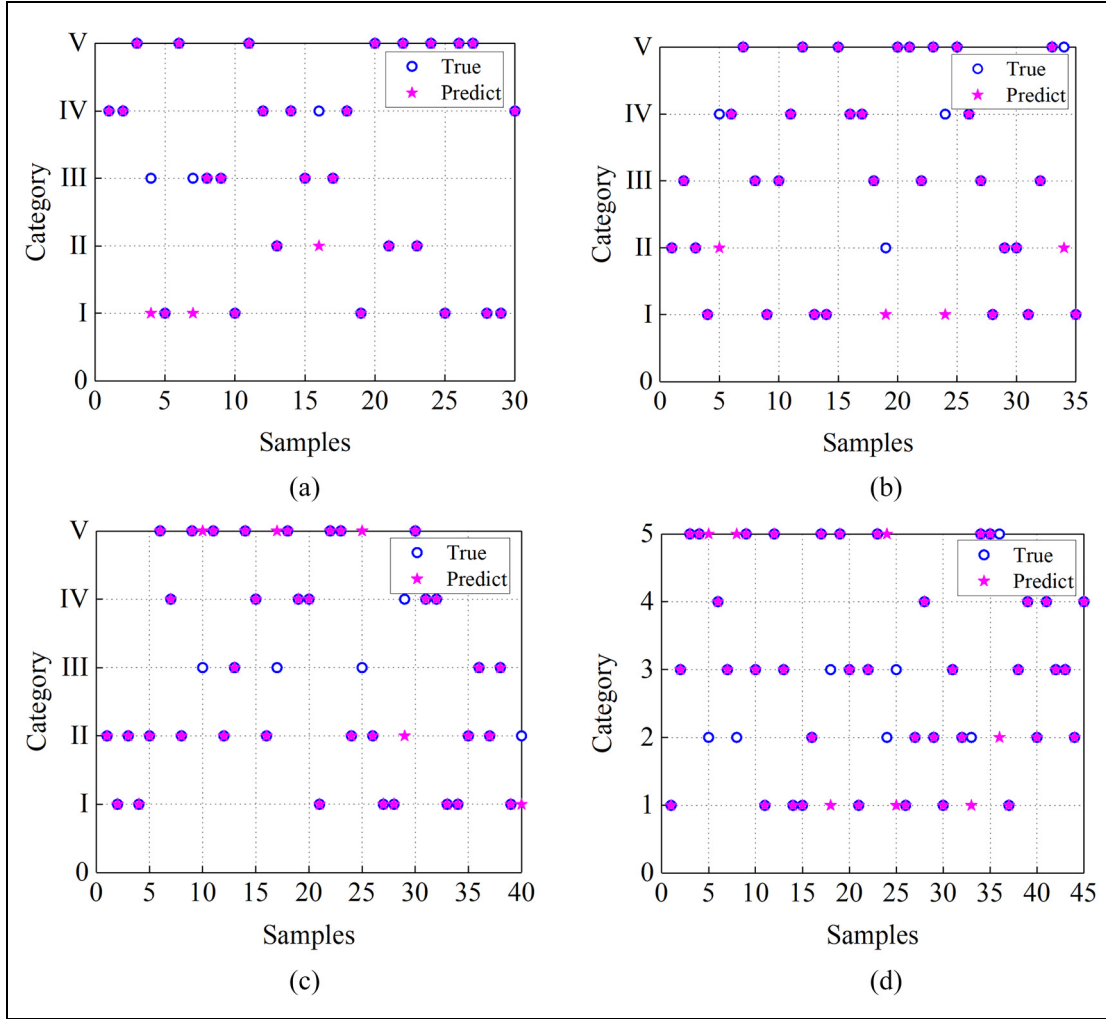 V
IV
III
II
I
0
Category
True
Predict
0 5 10 15 20 25 30
Samples
(a)
V
IV
III
II
I
0
Category
True
Predict
0 5 10 15 20 25 30 35
Samples
(b)
V
IV
III
II
I
0
Category
True
Predict
0 5 10 15 20 25 30 35 40
Samples
(c)
5
4
3
2
1
0
Category
True
Predict
0 5 10 15 20 25 30 35 40 45
Samples
(d)